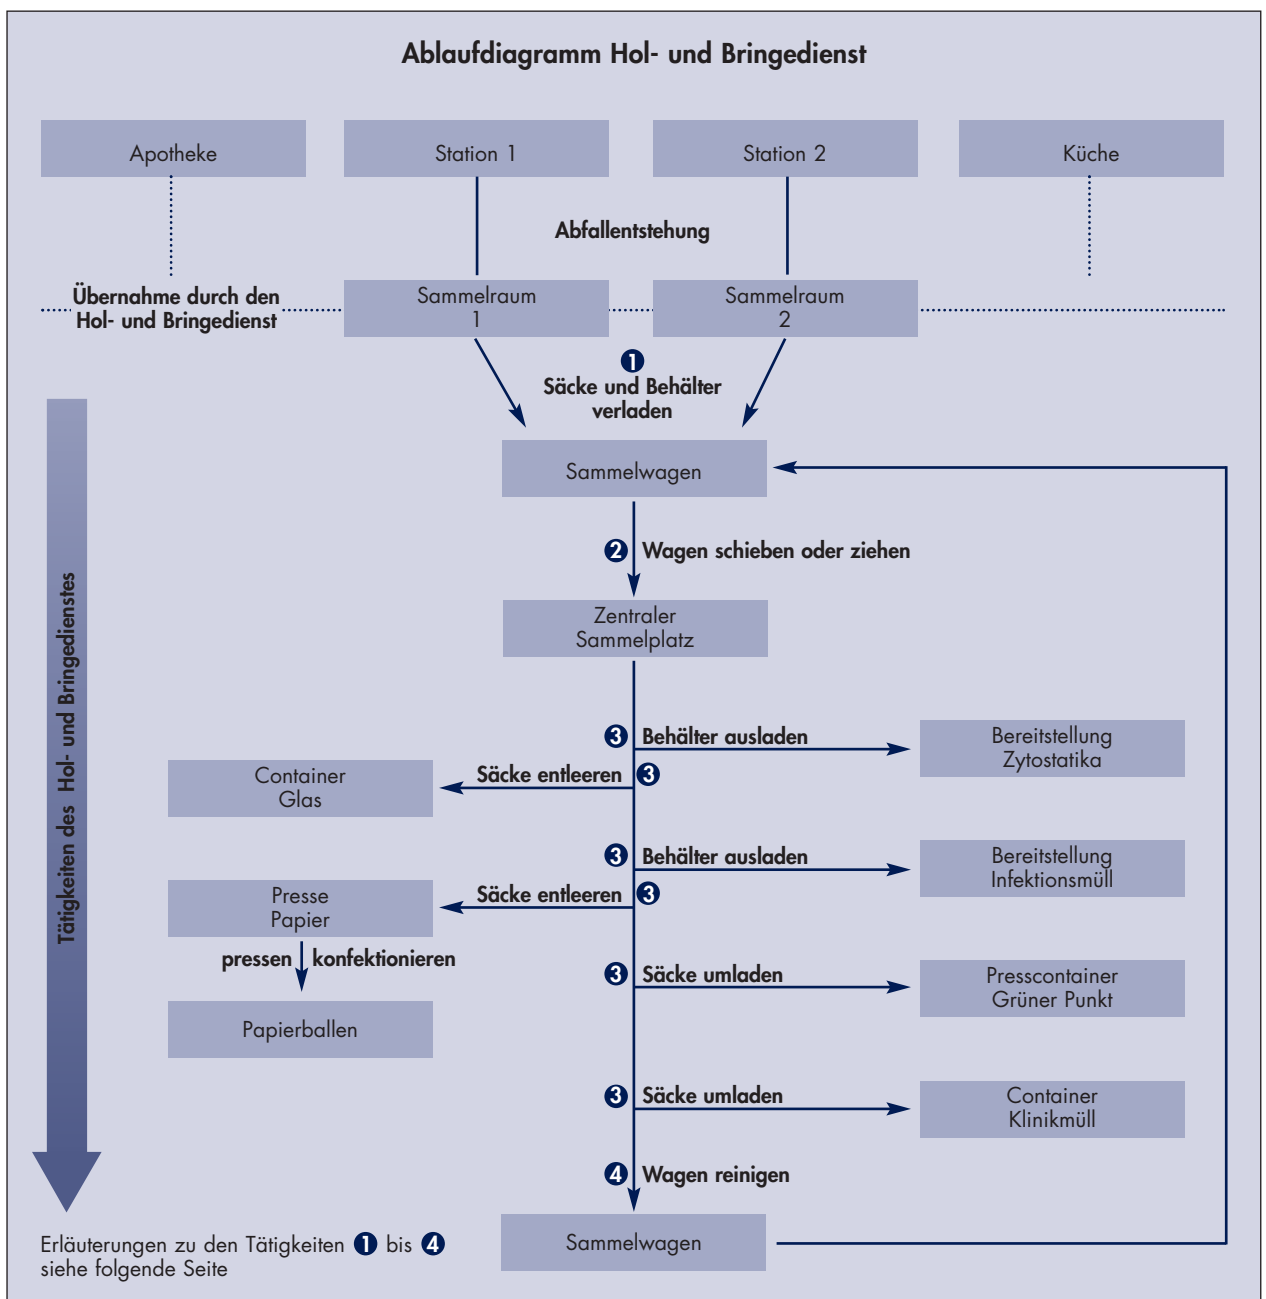 Ablaufdiagramm Hol- und Bringedienst
Apotheke
Station 1
Station 2
Küche
Abfallentstehung
Übernahme durch den
Hol- und Bringedienst
Sammelraum
1
Sammelraum
2
1
Säcke und Behälter
verladen
Sammelwagen
2 Wagen schieben oder ziehen
Zentraler
Sammelplatz
Tätigkeiten des Hol- und Bringedienstes
3 Behälter ausladen
Bereitstellung
Zytostatika
Säcke entleeren 3
Container
Glas
3 Behälter ausladen
Bereitstellung
Infektionsmüll
Säcke entleeren 3
Presse
Papier
pressen konfektionieren
Papierballen
3 Säcke umladen
Presscontainer
Grüner Punkt
3 Säcke umladen
Container
Klinikmüll
4 Wagen reinigen
Sammelwagen
Erläuterungen zu den Tätigkeiten 1 bis 4
siehe folgende Seite